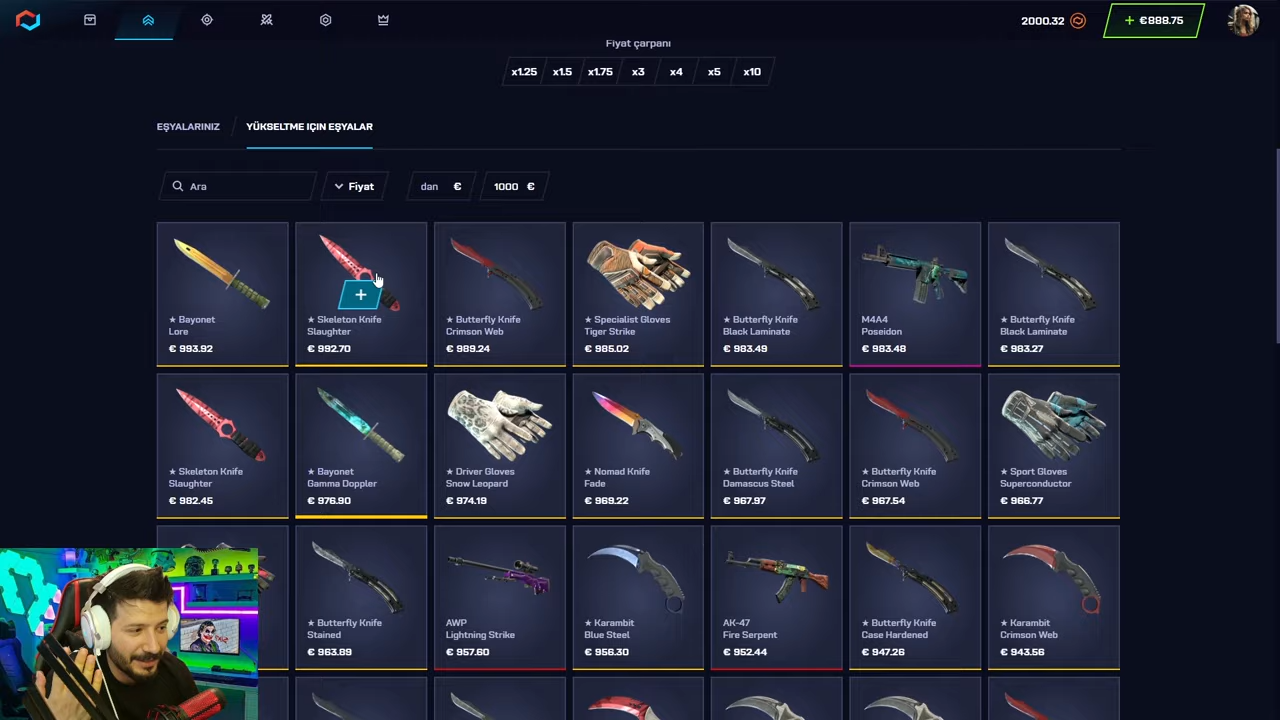 2000.32
+ €888.75
Fiyat çarpanı
x1.25 x1.5 x1.75 x3 x4 x5 x10
EŞYALARINIZ
YÜKSELTME IÇIN EŞYALAR
Ara
Fiyat
dan €
1000 €
★ Bayonet
Lore
€ 993.92
★ Skeleton Knife
Slaughter
€ 992.70
★ Butterfly Knife
Crimson Web
€ 989.24
★ Specialist Gloves
Tiger Strike
€ 985.02
★ Butterfly Knife
Black Laminate
€ 983.49
M4A4
Poseidon
€ 983.48
★ Butterfly Knife
Black Laminate
€ 983.27
★ Skeleton Knife
Slaughter
€ 982.45
★ Bayonet
Gamma Doppler
€ 976.90
★ Driver Gloves
Snow Leopard
€ 974.19
★ Nomad Knife
Fade
€ 969.22
★ Butterfly Knife
Damascus Steel
€ 967.97
★ Butterfly Knife
Crimson Web
€ 967.54
★ Sport Gloves
Superconductor
€ 966.77
★ Butterfly Knife
Stained
€ 963.89
AWP
Lightning Strike
€ 957.60
★ Karambit
Blue Steel
€ 956.30
AK-47
Fire Serpent
€ 952.44
★ Butterfly Knife
Case Hardened
€ 947.26
★ Karambit
Crimson Web
€ 943.56